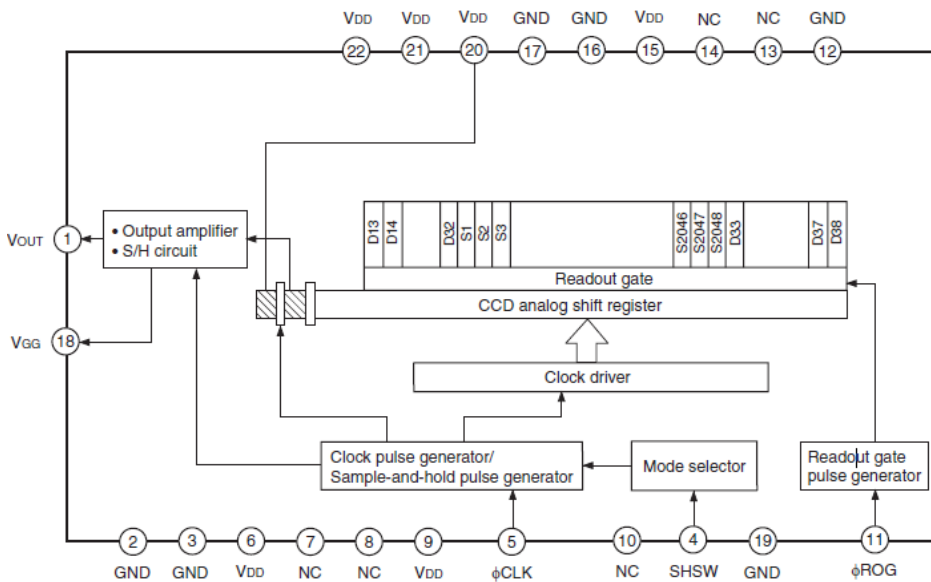 VDD VDD VDD GND GND VDD NC NC GND
22 21 20 17 16 15 14 13 12
D13
D14
D32
S1
S2
S3
S2046
S2047
S2048
D33
D37
D38
VOUT 1
• Output amplifier
• S/H circuit
Readout gate
CCD analog shift register
VGG 18
Clock driver
Clock pulse generator/
Sample-and-hold pulse generator
Mode selector
Readout gate
pulse generator
2 3 6 7 8 9 5 10 4 19 11
GND GND VDD NC NC VDD ϕCLK NC SHSW GND ϕROG